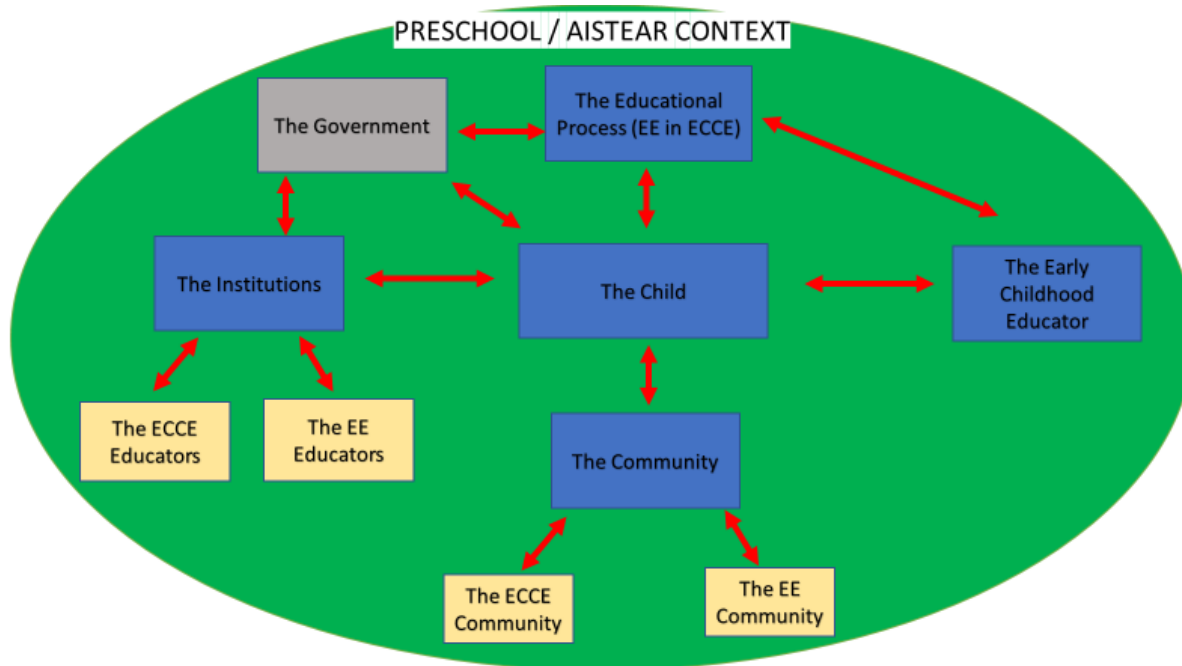 PRESCHOOL / AISTEAR CONTEXT
The Government
The Educational
Process (EE in ECCE)
The Institutions
The Child
The Early
Childhood
Educator
The ECCE
Educators
The EE
Educators
The Community
The ECCE
Community
The EE
Community